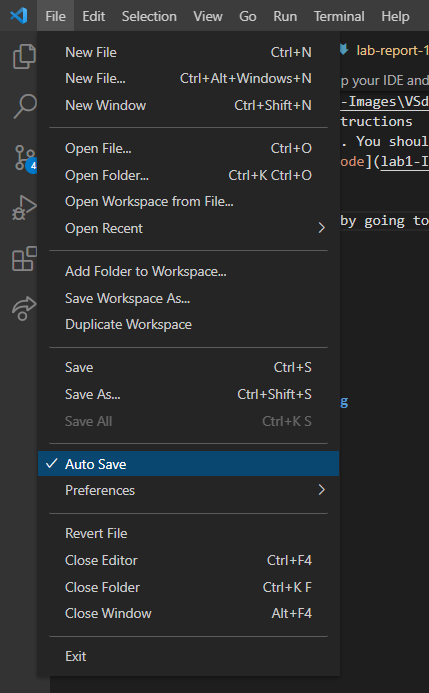 File Edit Selection View Go Run Terminal Help
lab-report-1
New File Ctrl+N
New File... Ctrl+Alt+Windows+N
New Window Ctrl+Shift+N
Open File... Ctrl+O
Open Folder... Ctrl+K Ctrl+O
Open Workspace from File...
Open Recent
Add Folder to Workspace...
Save Workspace As...
Duplicate Workspace
Save Ctrl+S
Save As... Ctrl+Shift+S
Save All Ctrl+K S
Auto Save
Preferences
Revert File
Close Editor Ctrl+F4
Close Folder Ctrl+K F
Close Window Alt+F4
Exit
4
p your IDE and
-Images\VSd
tructions
. You shoul
ode](lab1-I
by going to
g